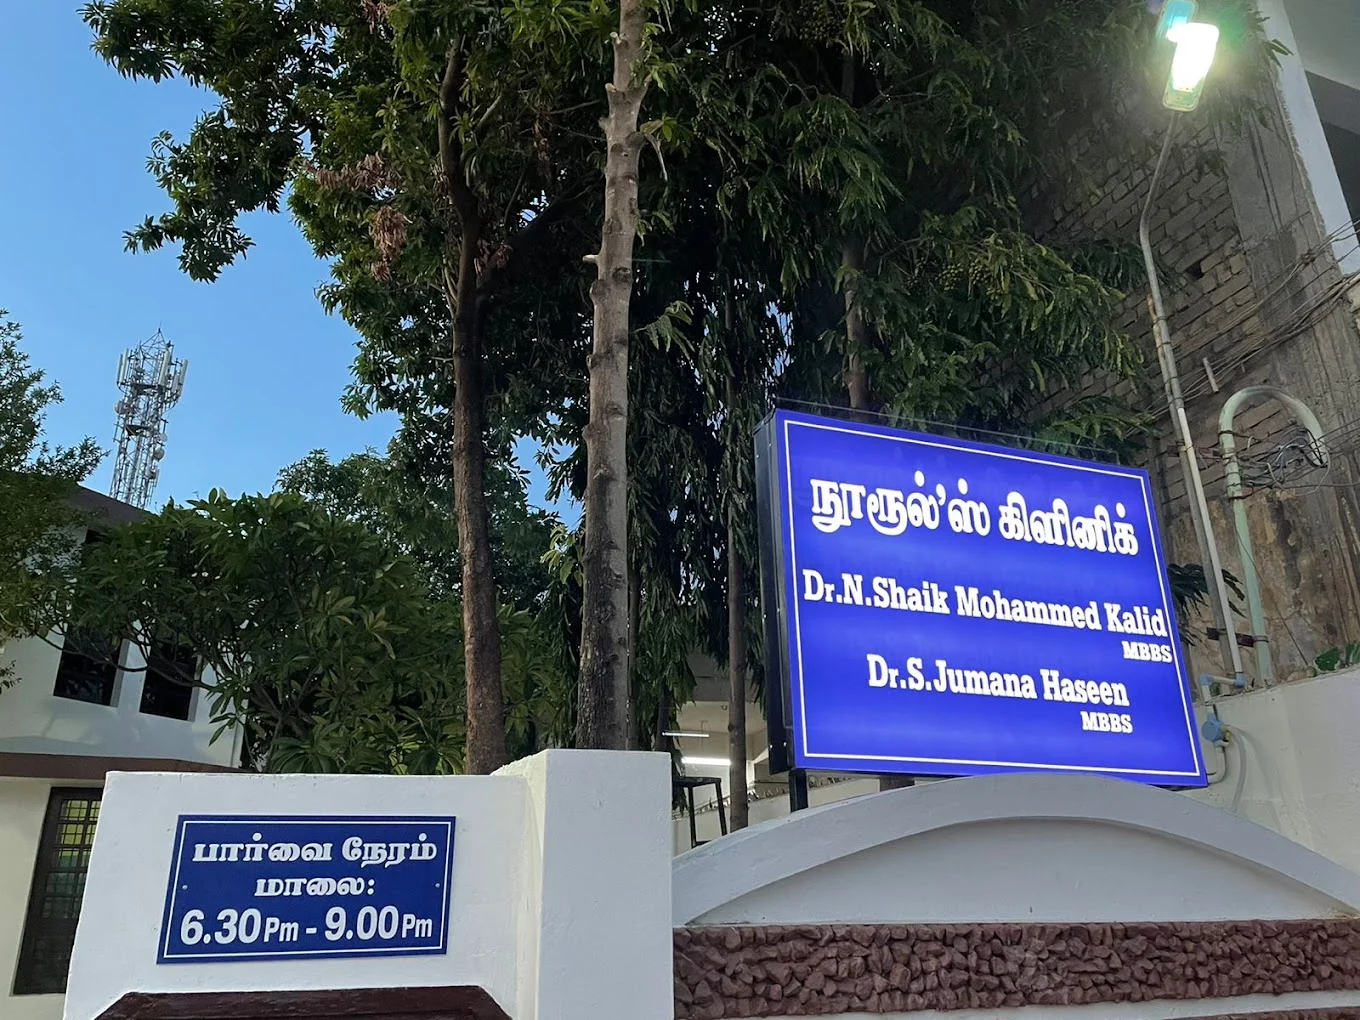 நூருல்'ஸ் கிளினிக்
Dr.N.Shaik Mohammed Kalid
MBBS
Dr.S.Jumana Haseen
MBBS
பார்வை நேரம்
மாலை:
6.30Pm - 9.00Pm